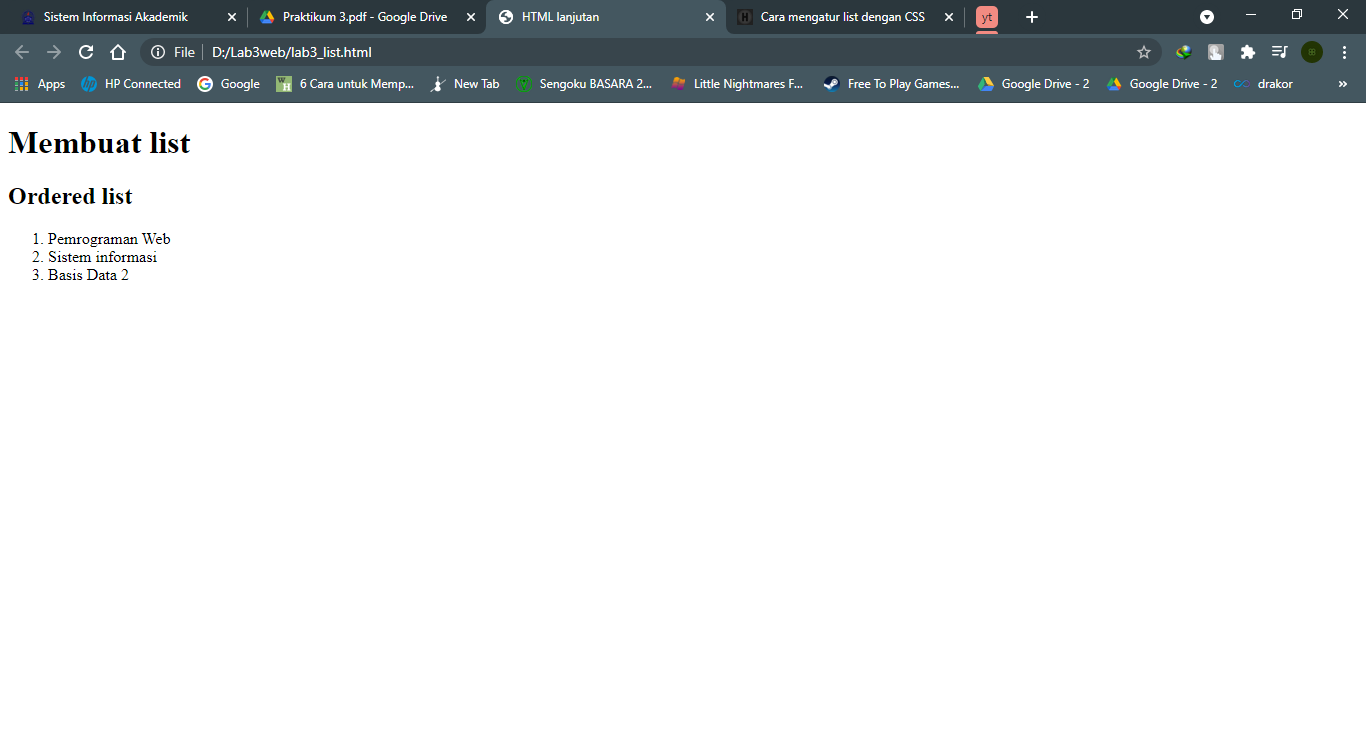 Sistem Informasi Akademik
Praktikum 3.pdf - Google Drive
HTML lanjutan
Cara mengatur list dengan CSS
yt
File D:/Lab3web/lab3_list.html
Apps
HP Connected
Google
6 Cara untuk Memp...
New Tab
Sengoku BASARA 2...
Little Nightmares F...
Free To Play Games...
Google Drive - 2
Google Drive - 2
drakor
Membuat list
Ordered list
1. Pemrograman Web
2. Sistem informasi
3. Basis Data 2